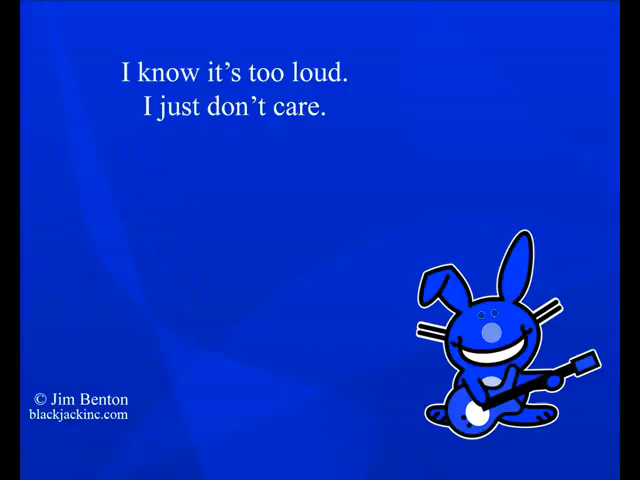 I know it’s too loud.
I just don’t care.
© Jim Benton
blackjackinc.com